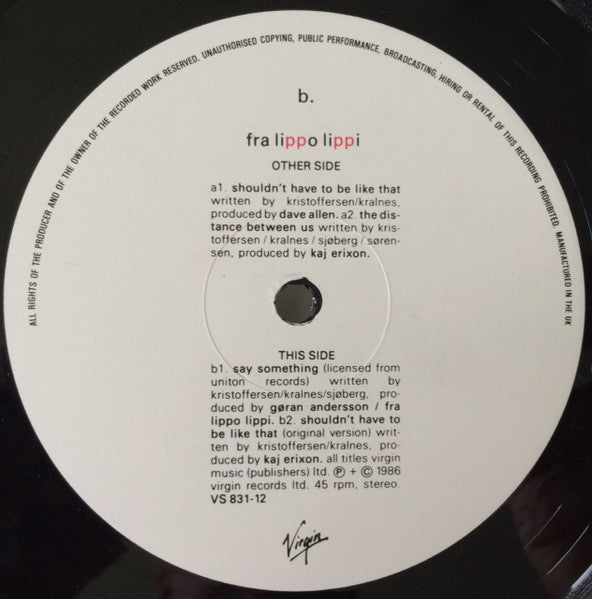 ALL RIGHTS OF THE PRODUCER AND OF THE OWNER OF THE RECORDED WORK RESERVED. UNAUTHORISED COPYING, PUBLIC PERFORMANCE, BROADCASTING, HIRING OR RENTAL OF THIS RECORDING PROHIBITED. MANUFACTURED IN THE UK
b.
fra lippo lippi
OTHER SIDE
a1. shouldn't have to be like that
written by kristoffersen/kralnes,
produced by dave allen. a2. the dis-
tance between us written by kris-
toffersen / kralnes / sjøberg / søren-
sen, produced by kaj erixon.
THIS SIDE
b1. say something (licensed from
uniton records) written by
kristoffersen/kralnes/sjøberg, pro-
duced by gøran andersson / fra
lippo lippi. b2. shouldn't have to
be like that (original version) writ-
ten by kristoffersen/kralnes, pro-
duced by kaj erixon. all titles virgin
music (publishers) ltd. ℗ + © 1986
virgin records ltd. 45 rpm, stereo.
VS 831-12
Virgin